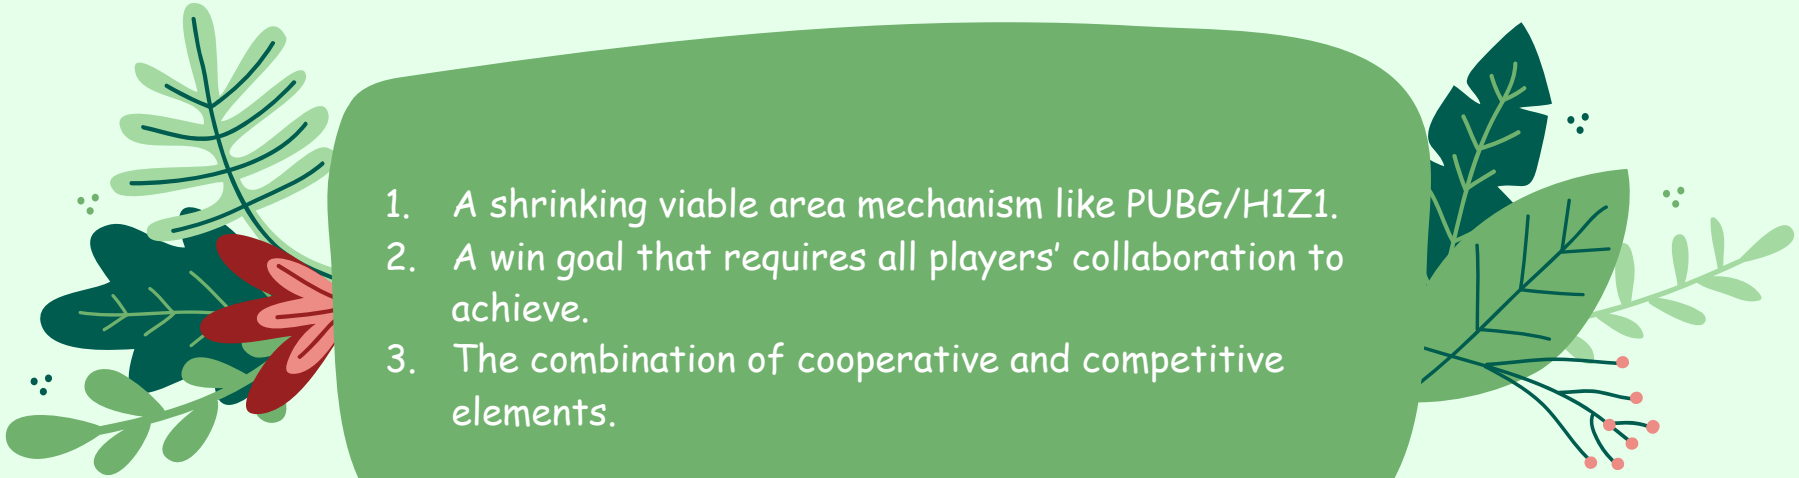 1. A shrinking viable area mechanism like PUBG/H1Z1.
2. A win goal that requires all players' collaboration to
achieve.
3. The combination of cooperative and competitive
elements.